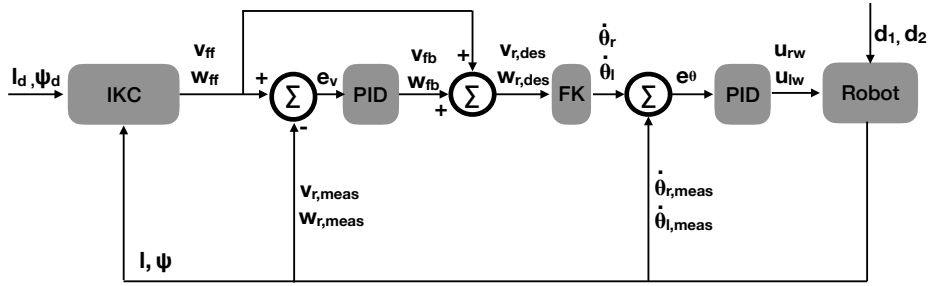 l_d ,ψ_d
IKC
v_ff
w_ff
+
Σ
-
e_v
PID
v_fb
w_fb
+
+
Σ
v_r,des
w_r,des
FK
θ̇_r
θ̇_l
Σ
e^θ
PID
u_rw
u_lw
d_1, d_2
Robot
v_r,meas
w_r,meas
θ̇_r,meas
θ̇_l,meas
l, ψ